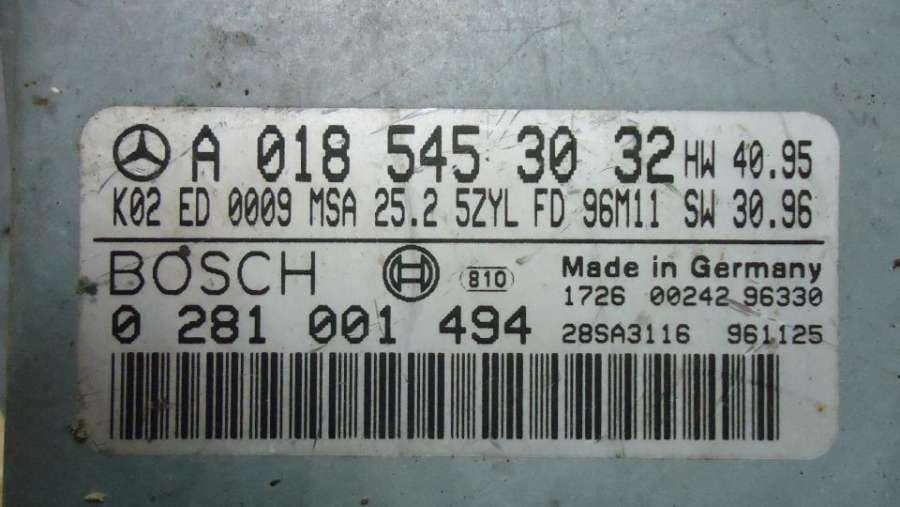 A 018 545 30 32 HW 40.95
K02 ED 0009 MSA 25.2 5ZYL FD 96M11 SW 30.96
BOSCH 810 Made in Germany
1726 00242 96330
0 281 001 494 28SA3116 961125